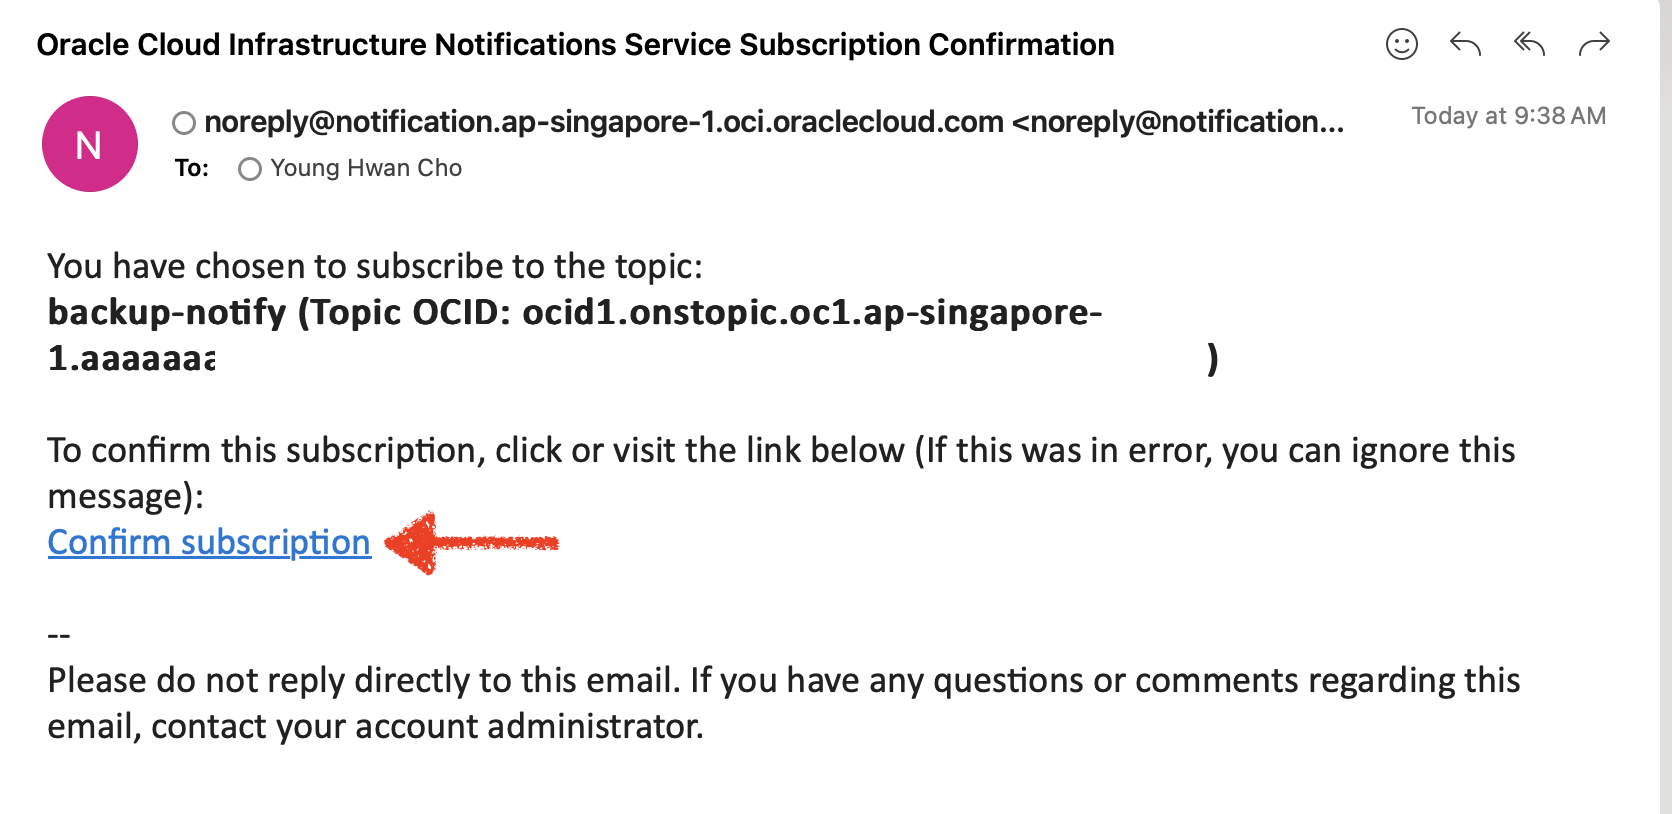 Oracle Cloud Infrastructure Notifications Service Subscription Confirmation
N
noreply@notification.ap-singapore-1.oci.oraclecloud.com <noreply@notification...
Today at 9:38 AM
To: Young Hwan Cho
You have chosen to subscribe to the topic:
backup-notify (Topic OCID: ocid1.onstopic.oc1.ap-singapore-
1.aaaaaaa )
To confirm this subscription, click or visit the link below (If this was in error, you can ignore this
message):
Confirm subscription
--
Please do not reply directly to this email. If you have any questions or comments regarding this
email, contact your account administrator.